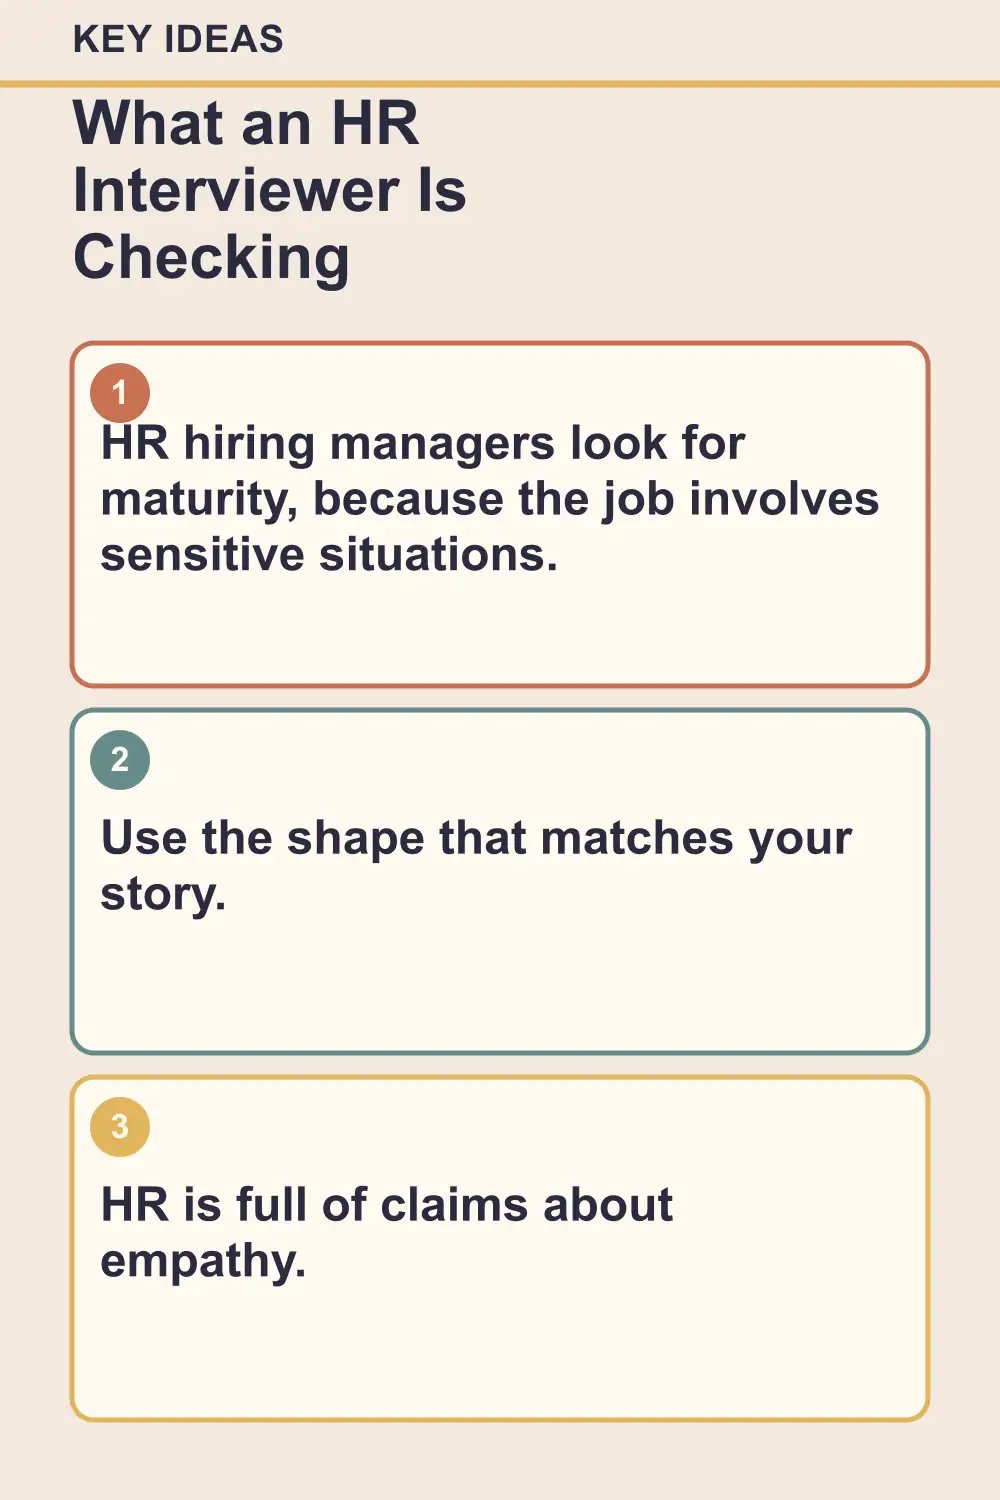 KEY IDEAS
What an HR
Interviewer Is
Checking
1
HR hiring managers look for
maturity, because the job involves
sensitive situations.
2
Use the shape that matches your
story.
3
HR is full of claims about
empathy.